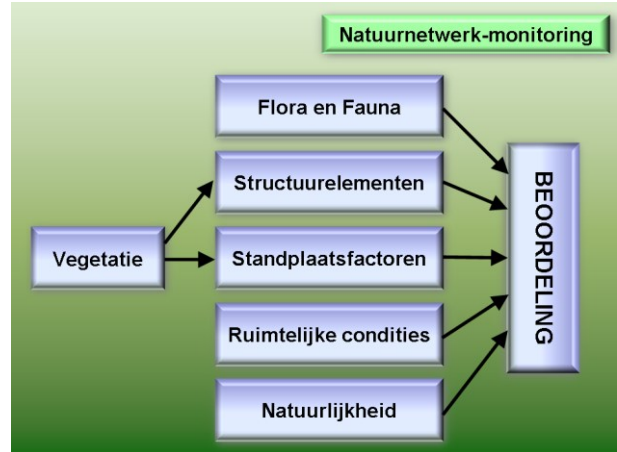 Natuurnetwerk-monitoring
Flora en Fauna
Structuurelementen
Vegetatie
Standplaatsfactoren
Ruimtelijke condities
Natuurlijkheid
BEOORDELING